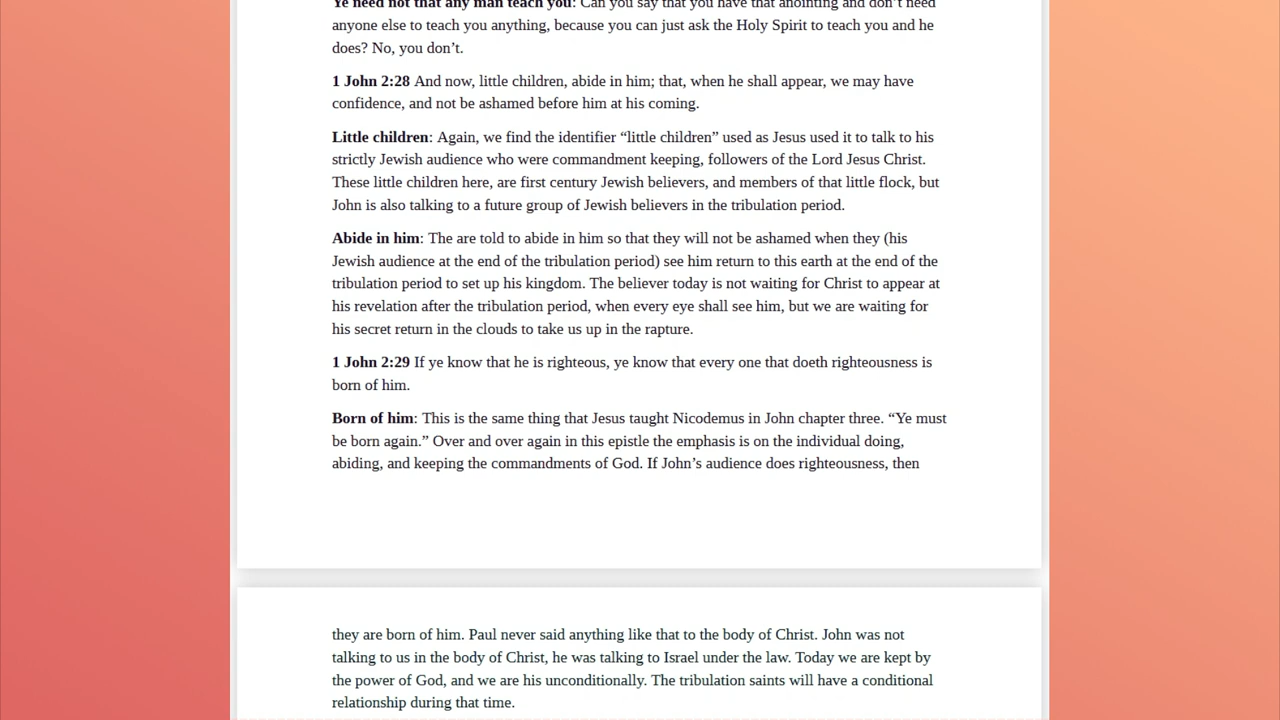 Ye need not that any man teach you: Can you say that you have that anointing and don’t need
anyone else to teach you anything, because you can just ask the Holy Spirit to teach you and he
does? No, you don’t.
1 John 2:28 And now, little children, abide in him; that, when he shall appear, we may have
confidence, and not be ashamed before him at his coming.
Little children: Again, we find the identifier “little children” used as Jesus used it to talk to his
strictly Jewish audience who were commandment keeping, followers of the Lord Jesus Christ.
These little children here, are first century Jewish believers, and members of that little flock, but
John is also talking to a future group of Jewish believers in the tribulation period.
Abide in him: The are told to abide in him so that they will not be ashamed when they (his
Jewish audience at the end of the tribulation period) see him return to this earth at the end of the
tribulation period to set up his kingdom. The believer today is not waiting for Christ to appear at
his revelation after the tribulation period, when every eye shall see him, but we are waiting for
his secret return in the clouds to take us up in the rapture.
1 John 2:29 If ye know that he is righteous, ye know that every one that doeth righteousness is
born of him.
Born of him: This is the same thing that Jesus taught Nicodemus in John chapter three. “Ye must
be born again.” Over and over again in this epistle the emphasis is on the individual doing,
abiding, and keeping the commandments of God. If John’s audience does righteousness, then
they are born of him. Paul never said anything like that to the body of Christ. John was not
talking to us in the body of Christ, he was talking to Israel under the law. Today we are kept by
the power of God, and we are his unconditionally. The tribulation saints will have a conditional
relationship during that time.